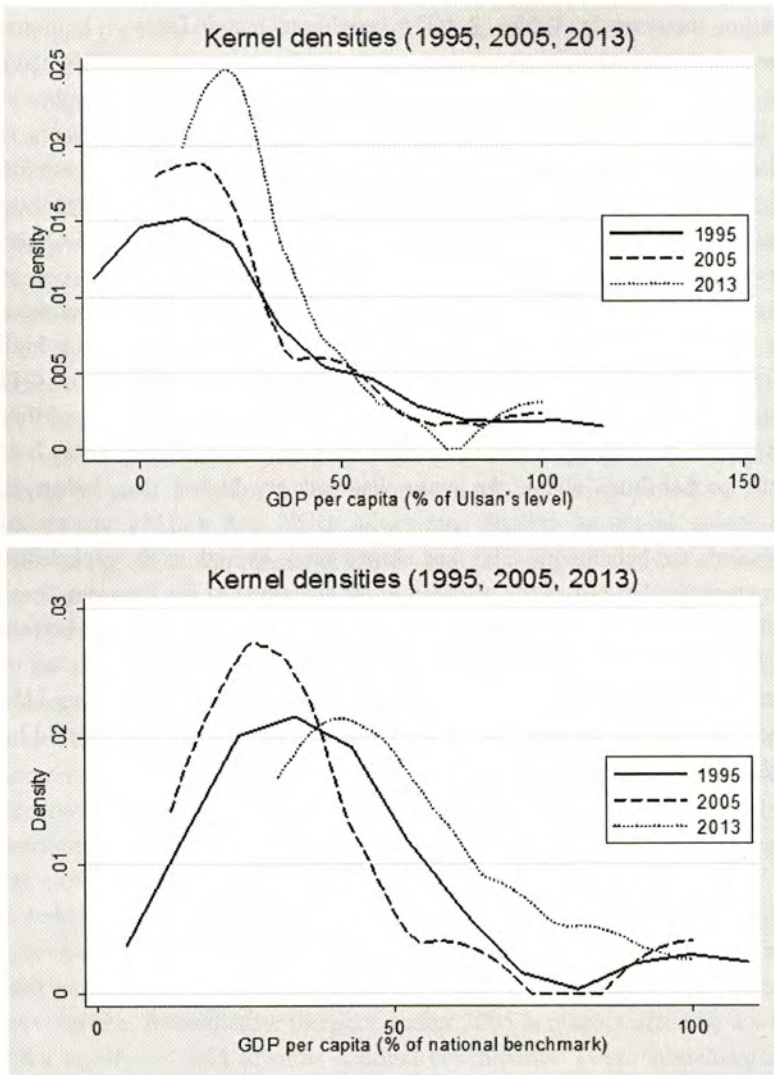 Kernel densities (1995, 2005, 2013)
Density
.025
.02
.015
.01
.005
0
1995
2005
2013
0 50 100 150
GDP per capita (% of Ulsan's level)
Kernel densities (1995, 2005, 2013)
Density
.03
.02
.01
0
1995
2005
2013
0 50 100
GDP per capita (% of national benchmark)